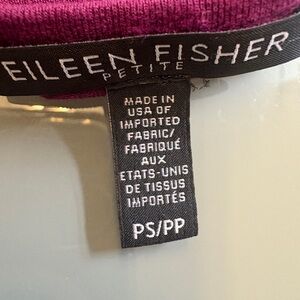 EILEEN FISHER
PETITE
MADE IN
USA OF
IMPORTED
FABRIC/
FABRIQUÉ
AUX
ETATS-UNIS
DE TISSUS
IMPORTÉS
PS/PP